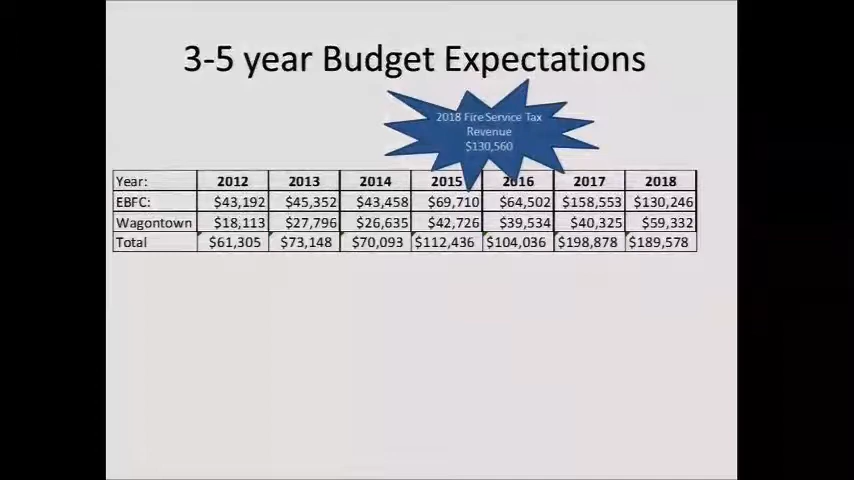 3-5 year Budget Expectations
2018 Fire Service Tax
Revenue
$130,560
Year: 2012 2013 2014 2015 2016 2017 2018
EBFC: $43,192 $45,352 $43,458 $69,710 $64,502 $158,553 $130,246
Wagontown $18,113 $27,796 $26,635 $42,726 $39,534 $40,325 $59,332
Total $61,305 $73,148 $70,093 $112,436 $104,036 $198,878 $189,578